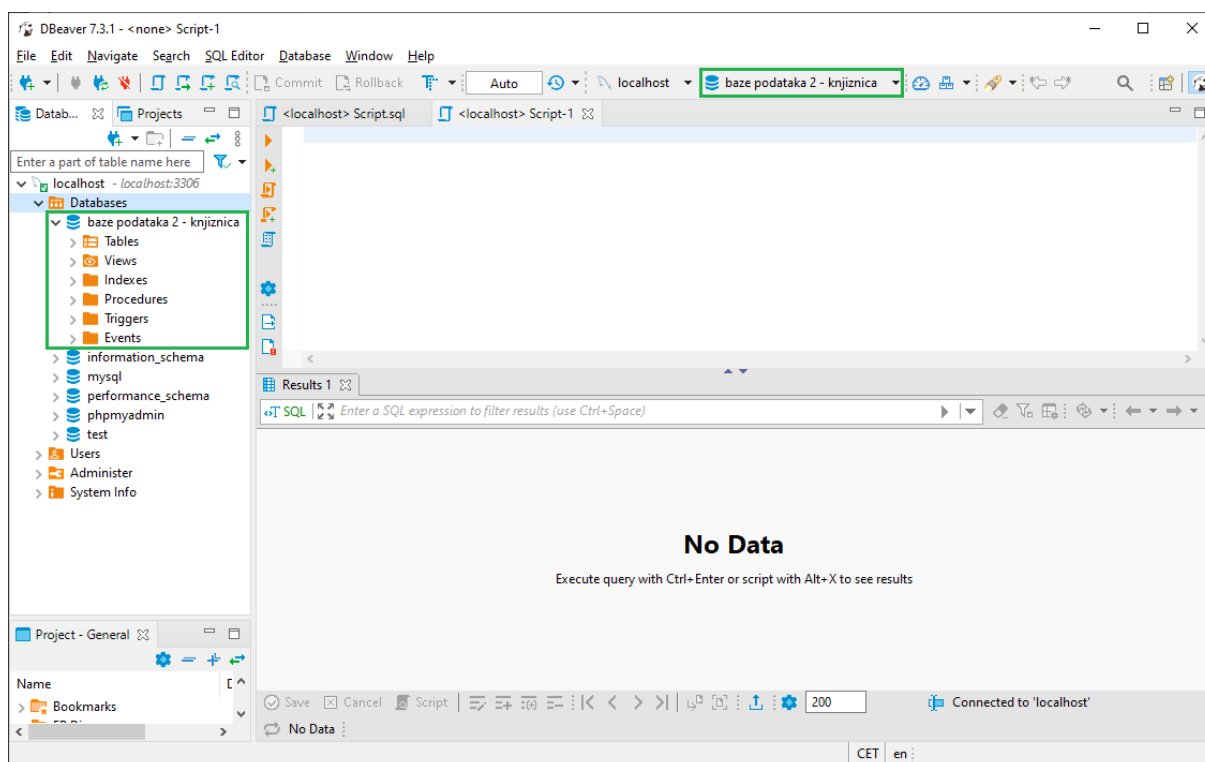 DBeaver 7.3.1 - <none> Script-1
File Edit Navigate Search SQL Editor Database Window Help
Commit Rollback Auto localhost baze podataka 2 - knjiznica
Datab... Projects <localhost> Script.sql <localhost> Script-1
Enter a part of table name here
localhost - localhost:3306
Databases
baze podataka 2 - knjiznica
Tables
Views
Indexes
Procedures
Triggers
Events
information_schema
mysql
performance_schema
phpmyadmin
test
Users
Administer
System Info
Results 1
SQL Enter a SQL expression to filter results (use Ctrl+Space)
No Data
Execute query with Ctrl+Enter or script with Alt+X to see results
Project - General
Name
Bookmarks
Save Cancel Script 200 Connected to 'localhost'
No Data
CET en